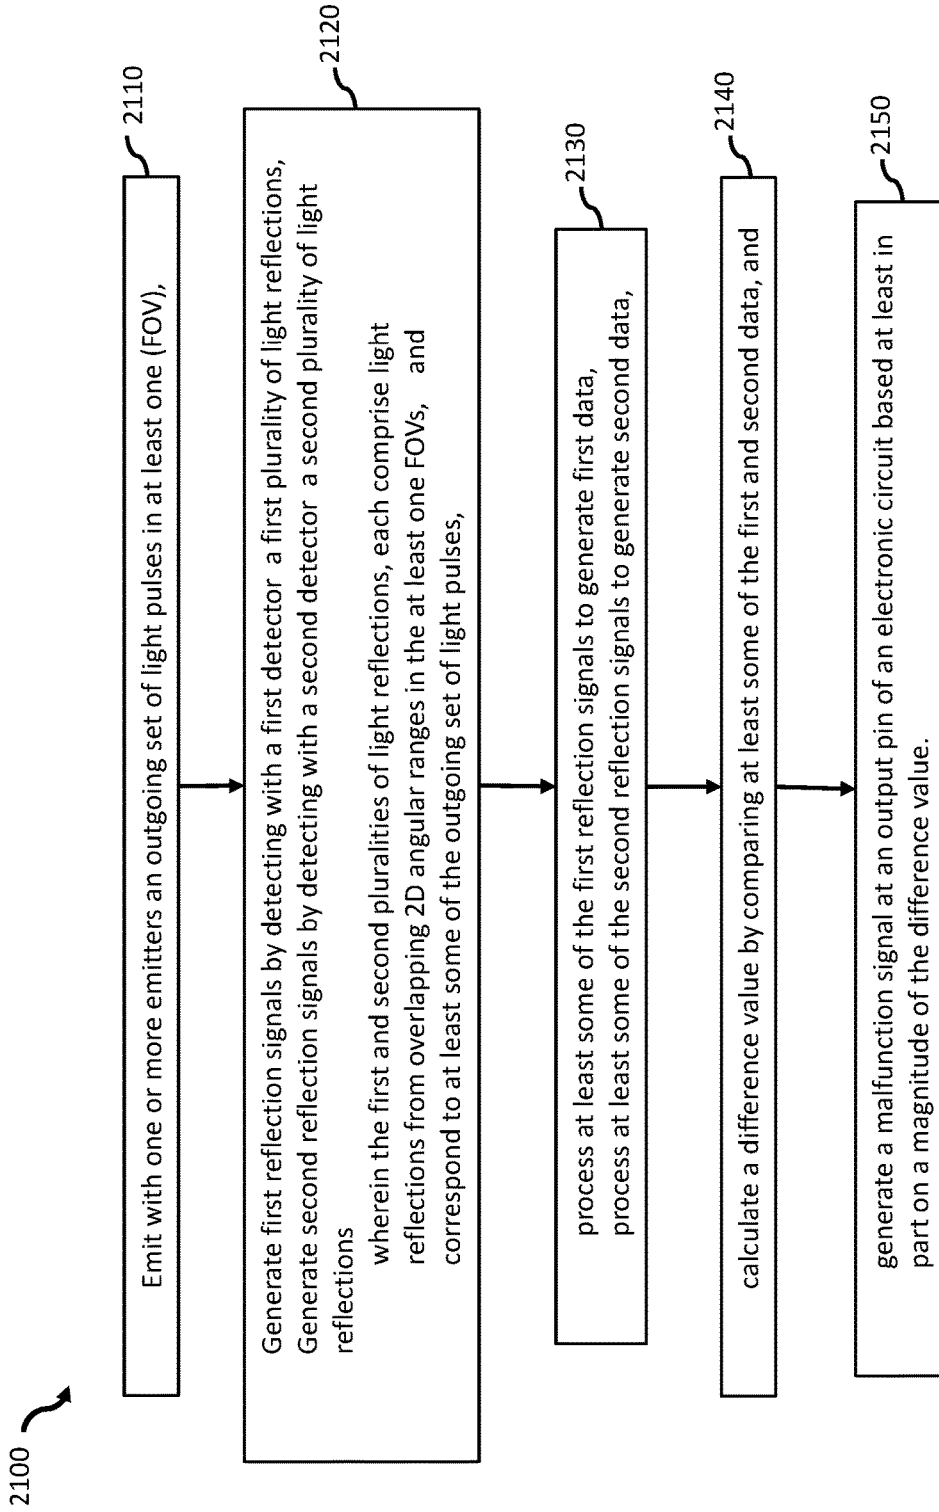 2100
2110
Emit with one or more emitters an outgoing set of light pulses in at least one (FOV),
2120
Generate first reflection signals by detecting with a first detector a first plurality of light reflections,
Generate second reflection signals by detecting with a second detector a second plurality of light
reflections
wherein the first and second pluralities of light reflections, each comprise light
reflections from overlapping 2D angular ranges in the at least one FOVs, and
correspond to at least some of the outgoing set of light pulses,
2130
process at least some of the first reflection signals to generate first data,
process at least some of the second reflection signals to generate second data,
2140
calculate a difference value by comparing at least some of the first and second data, and
2150
generate a malfunction signal at an output pin of an electronic circuit based at least in
part on a magnitude of the difference value.